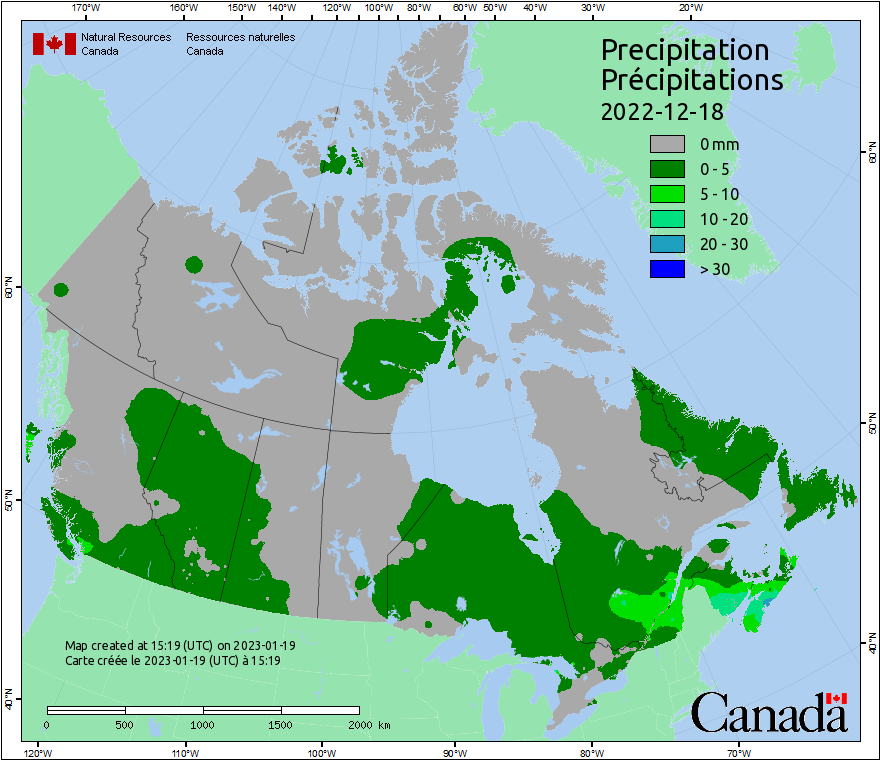 170°W 160°W 150°W 140°W 120°W 100°W 80°W 60°W 50°W 40°W 30°W 20°W
Natural Resources Ressources naturelles
Canada Canada
Precipitation
Précipitations
2022-12-18
0 mm
0 - 5
5 - 10
10 - 20
20 - 30
> 30
60°N
60°N
50°N
50°N
40°N
40°N
Map created at 15:19 (UTC) on 2023-01-19
Carte créée le 2023-01-19 (UTC) à 15:19
0 500 1000 1500 2000 km
Canada
120°W 110°W 100°W 90°W 80°W 70°W